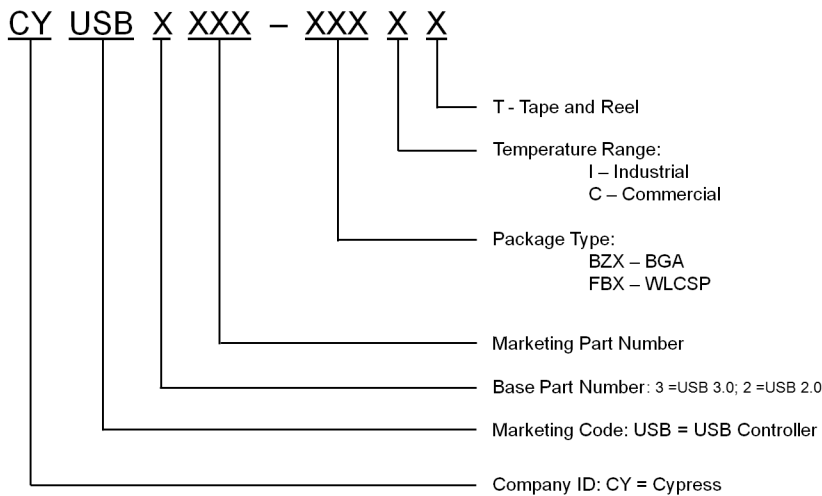 CY USB X XXX – XXX X X
T - Tape and Reel
Temperature Range:
I – Industrial
C – Commercial
Package Type:
BZX – BGA
FBX – WLCSP
Marketing Part Number
Base Part Number: 3 =USB 3.0; 2 =USB 2.0
Marketing Code: USB = USB Controller
Company ID: CY = Cypress